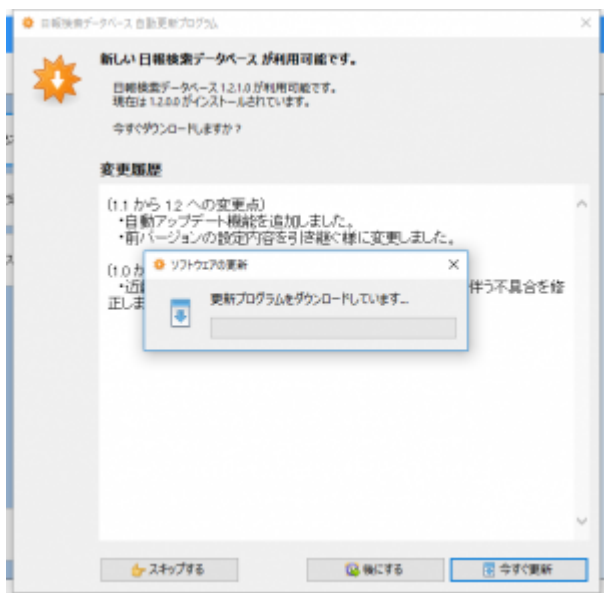 日報検索データベース 自動更新プログラム
新しい 日報検索データベース が利用可能です。
日報検索データベース 1.2.1.0 が利用可能です。
現在は 1.2.0.0 がインストールされています。
今すぐダウンロードしますか?
変更履歴
(1.1 から 1.2 への変更点)
・自動アップデート機能を追加しました。
・前バージョンの設定内容を引き継ぐ様に変更しました。
(1.0 か
・近
伴う不具合を修
正しま
ソフトウェアの更新
更新プログラムをダウンロードしています...
スキップする
後にする
今すぐ更新